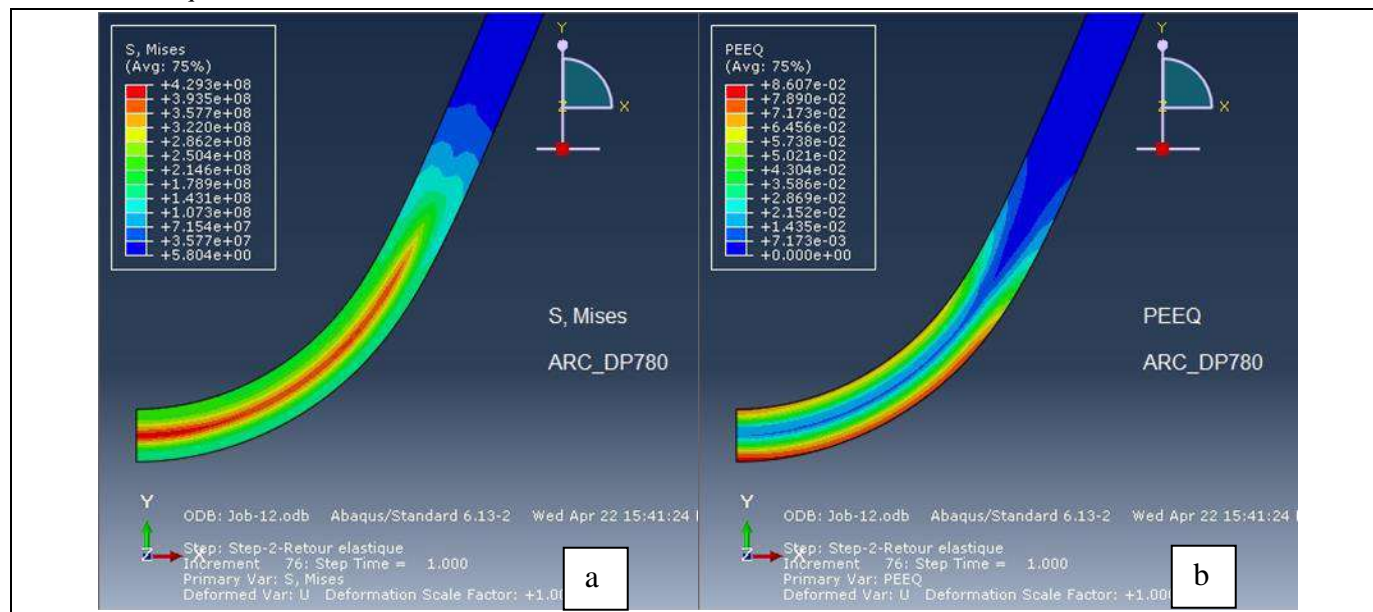 S, Mises
(Avg: 75%)
+4.293e+08
+3.935e+08
+3.577e+08
+3.220e+08
+2.862e+08
+2.504e+08
+2.146e+08
+1.789e+08
+1.431e+08
+1.073e+08
+7.154e+07
+3.577e+07
+5.804e+00
Y
X
Z
S, Mises
ARC_DP780
Y
Z
X
ODB: Job-12.odb Abaqus/Standard 6.13-2 Wed Apr 22 15:41:24
Step: Step-2-Retour elastique
Increment 76: Step Time = 1.000
Primary Var: S, Mises
Deformed Var: U Deformation Scale Factor: +1.00
a
PEEQ
(Avg: 75%)
+8.607e-02
+7.890e-02
+7.173e-02
+6.456e-02
+5.738e-02
+5.021e-02
+4.304e-02
+3.586e-02
+2.869e-02
+2.152e-02
+1.435e-02
+7.173e-03
+0.000e+00
Y
X
Z
PEEQ
ARC_DP780
Y
Z
X
ODB: Job-12.odb Abaqus/Standard 6.13-2 Wed Apr 22 15:41:24
Step: Step-2-Retour elastique
Increment 76: Step Time = 1.000
Primary Var: PEEQ
Deformed Var: U Deformation Scale Factor: +1.00
b